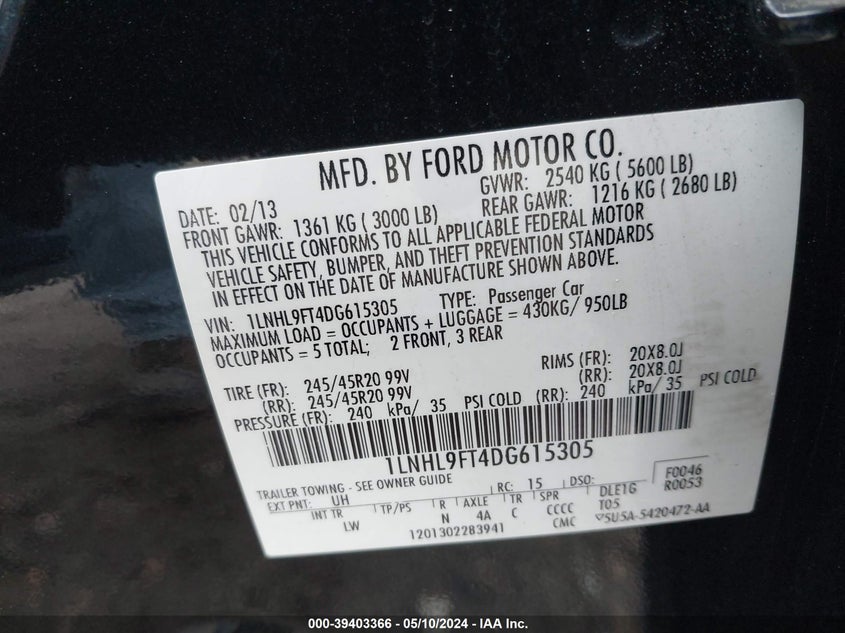 MFD. BY FORD MOTOR CO.
DATE: 02/13 GVWR: 2540 KG ( 5600 LB)
FRONT GAWR: 1361 KG ( 3000 LB) REAR GAWR: 1216 KG ( 2680 LB)
THIS VEHICLE CONFORMS TO ALL APPLICABLE FEDERAL MOTOR
VEHICLE SAFETY, BUMPER, AND THEFT PREVENTION STANDARDS
IN EFFECT ON THE DATE OF MANUFACTURE SHOWN ABOVE.
VIN: 1LNHL9FT4DG615305 TYPE: Passenger Car
MAXIMUM LOAD = OCCUPANTS + LUGGAGE = 430KG/ 950LB
OCCUPANTS = 5 TOTAL; 2 FRONT, 3 REAR
TIRE (FR): 245/45R20 99V RIMS (FR): 20X8.0J
(RR): 245/45R20 99V (RR): 20X8.0J
PRESSURE (FR): 240 kPa/ 35 PSI COLD (RR): 240 kPa/ 35 PSI COLD
1LNHL9FT4DG615305
TRAILER TOWING - SEE OWNER GUIDE
EXT PNT: UH RC: 15 DSO: F0046
R0053
INT TR TP/PS R AXLE TR SPR DLE1G
LW N 4A C CCCC T05
1201302283941 CMC 5U5A-5420472-AA
000-39403366 - 05/10/2024 - IAA Inc.